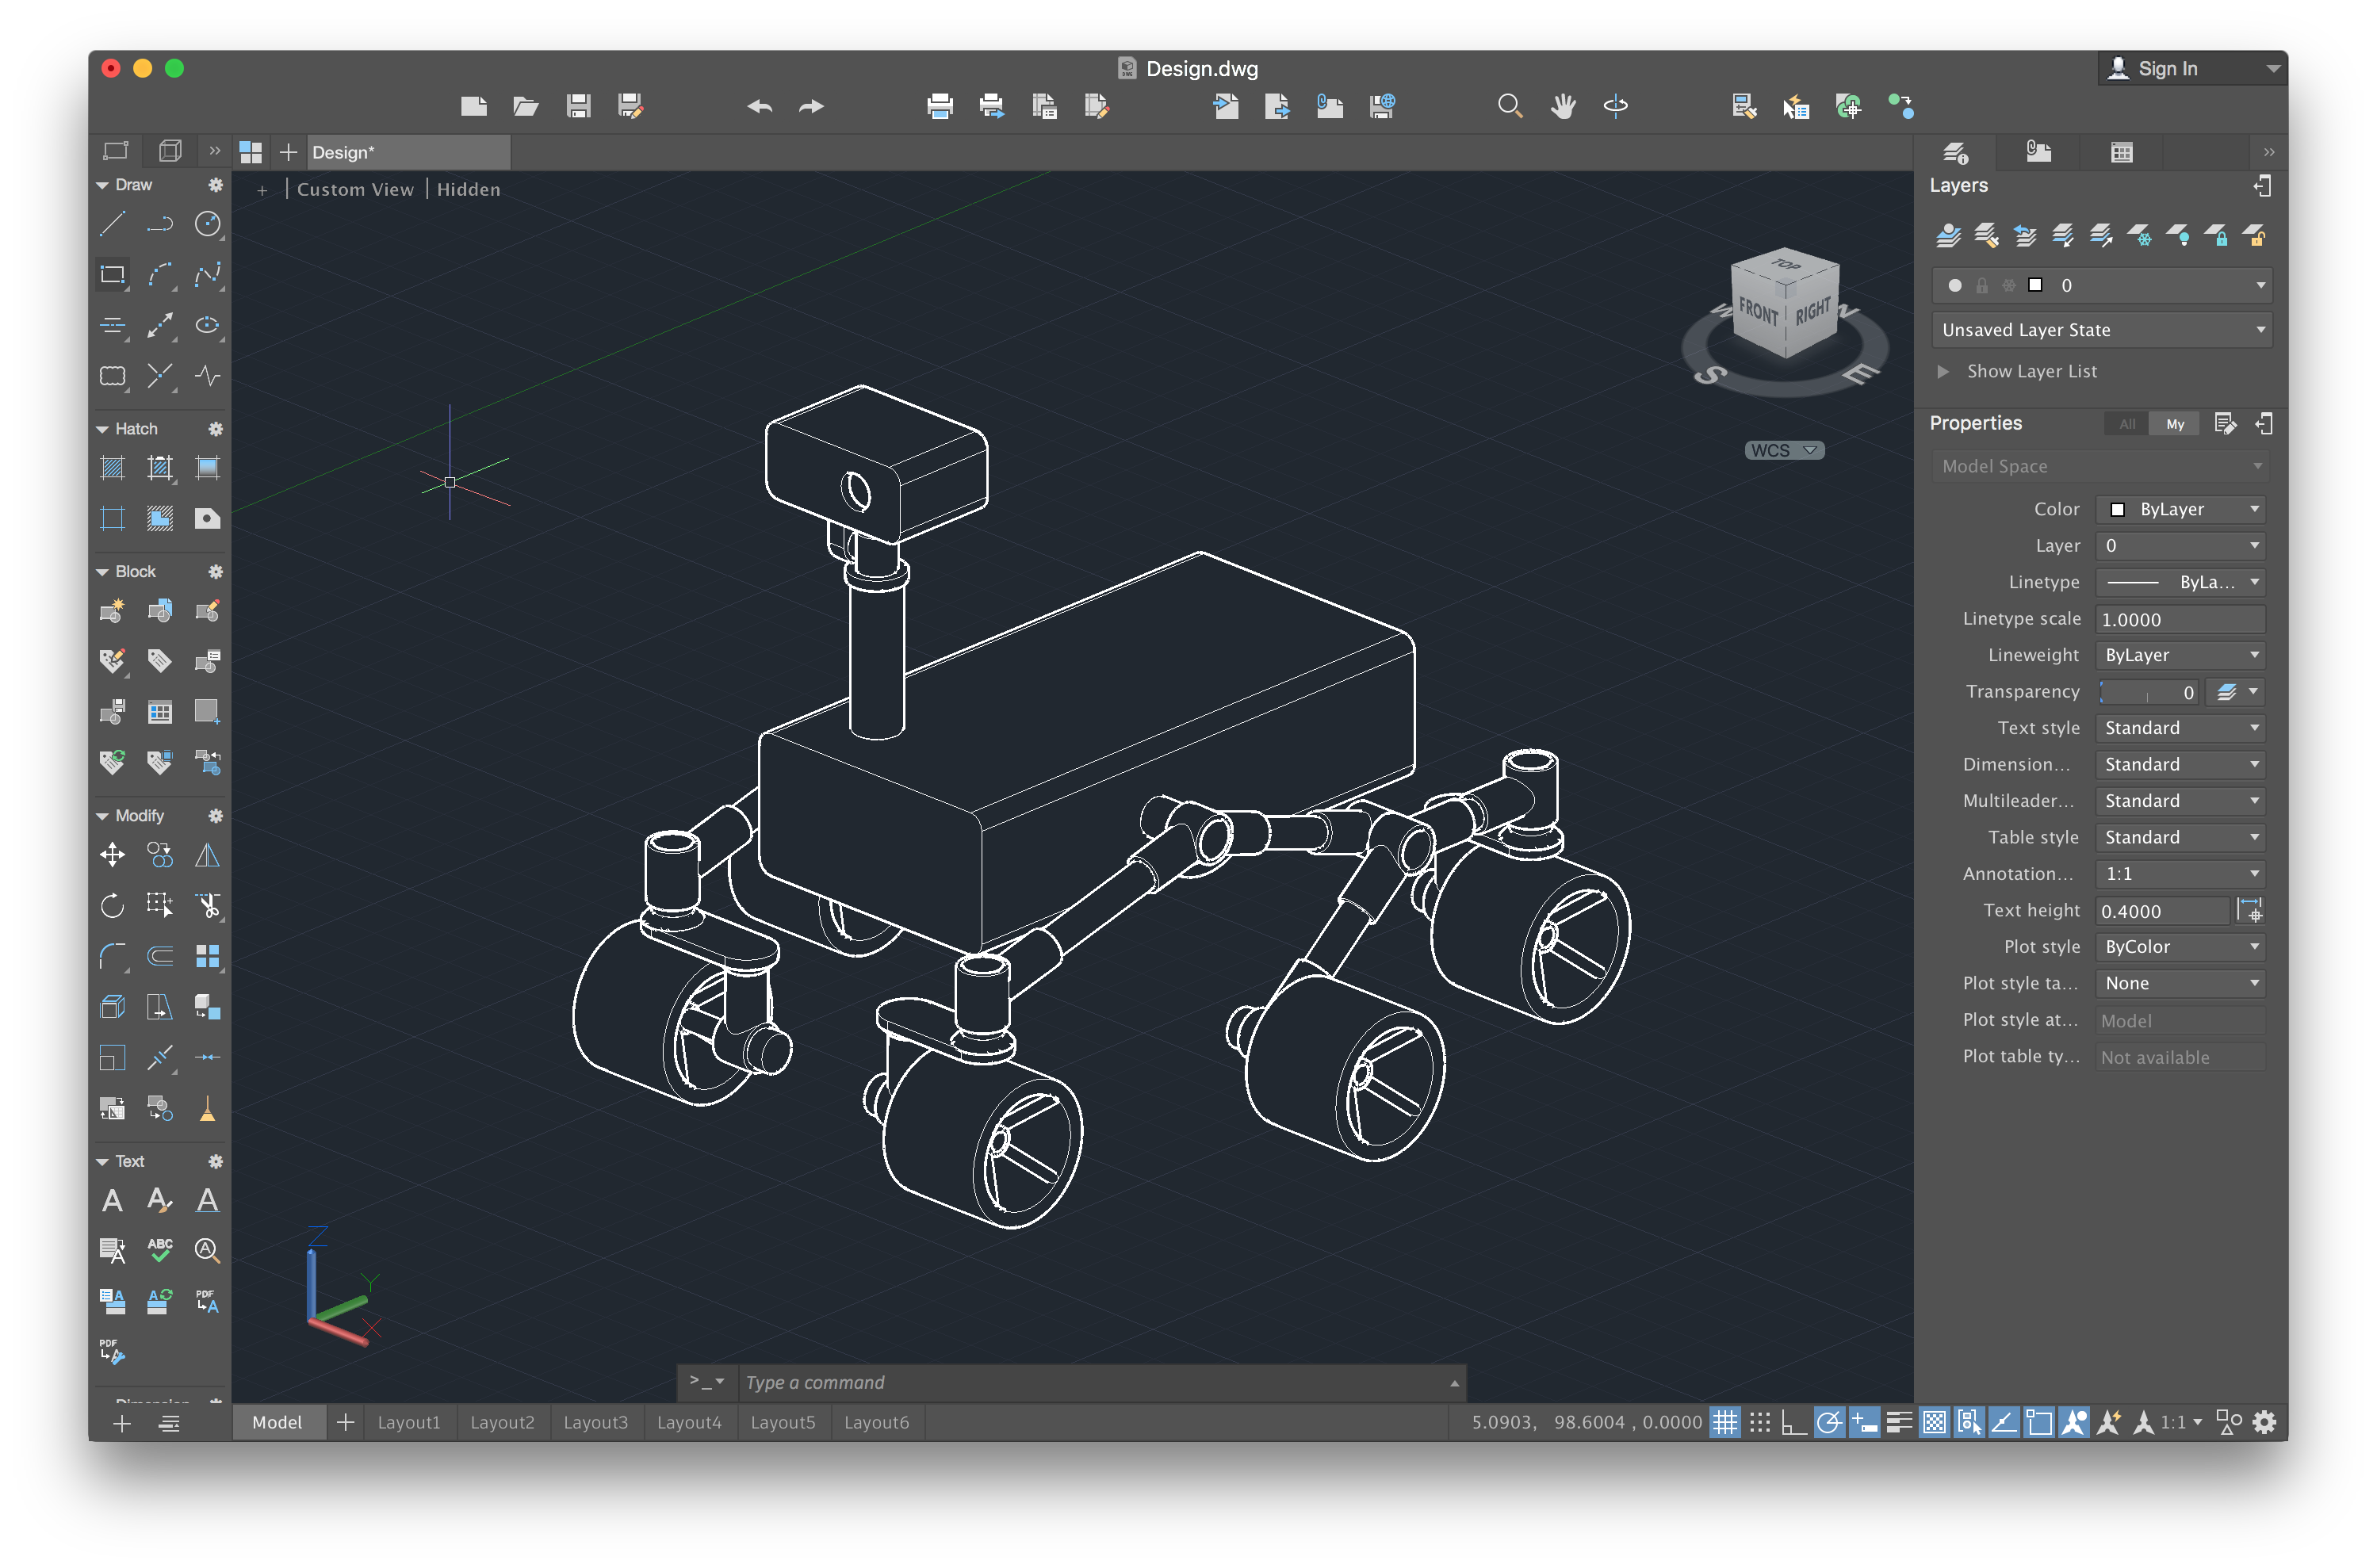 Design.dwg
Sign In
Design*
Draw
Custom View
Hidden
Hatch
Block
Modify
Text
ABC
PDF
PDF
TOP
FRONT
RIGHT
W
N
S
E
WCS
Z
Y
X
Type a command
Layers
0
Unsaved Layer State
Show Layer List
Properties
All
My
Model Space
Color ByLayer
Layer 0
Linetype ByLa...
Linetype scale 1.0000
Lineweight ByLayer
Transparency 0
Text style Standard
Dimension... Standard
Multileader... Standard
Table style Standard
Annotation... 1:1
Text height 0.4000
Plot style ByColor
Plot style ta... None
Plot style at... Model
Plot table ty... Not available
Model
Layout1
Layout2
Layout3
Layout4
Layout5
Layout6
5.0903, 98.6004 , 0.0000
1:1